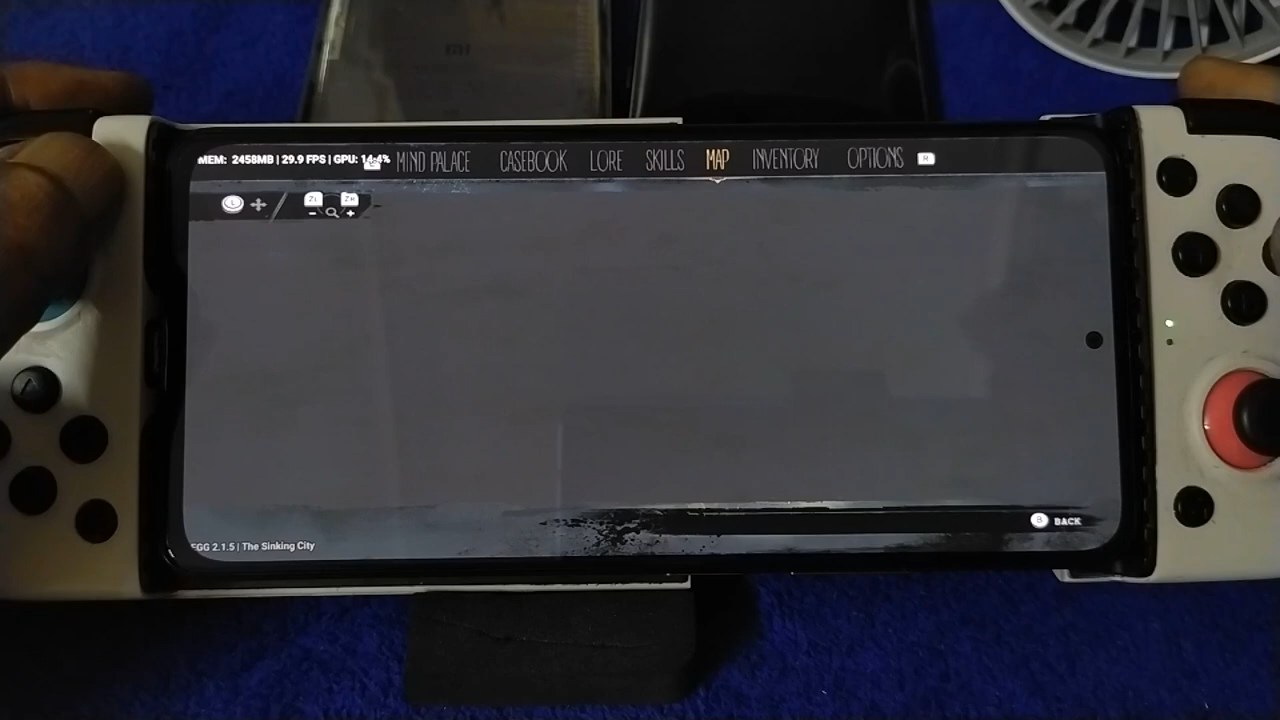 MEM: 2458MB | 29.9 FPS | GPU: 14.4%
MIND PALACE CASEBOOK LORE SKILLS MAP INVENTORY OPTIONS R
L ZL ZR
B BACK
EGG 2.1.5 | The Sinking City